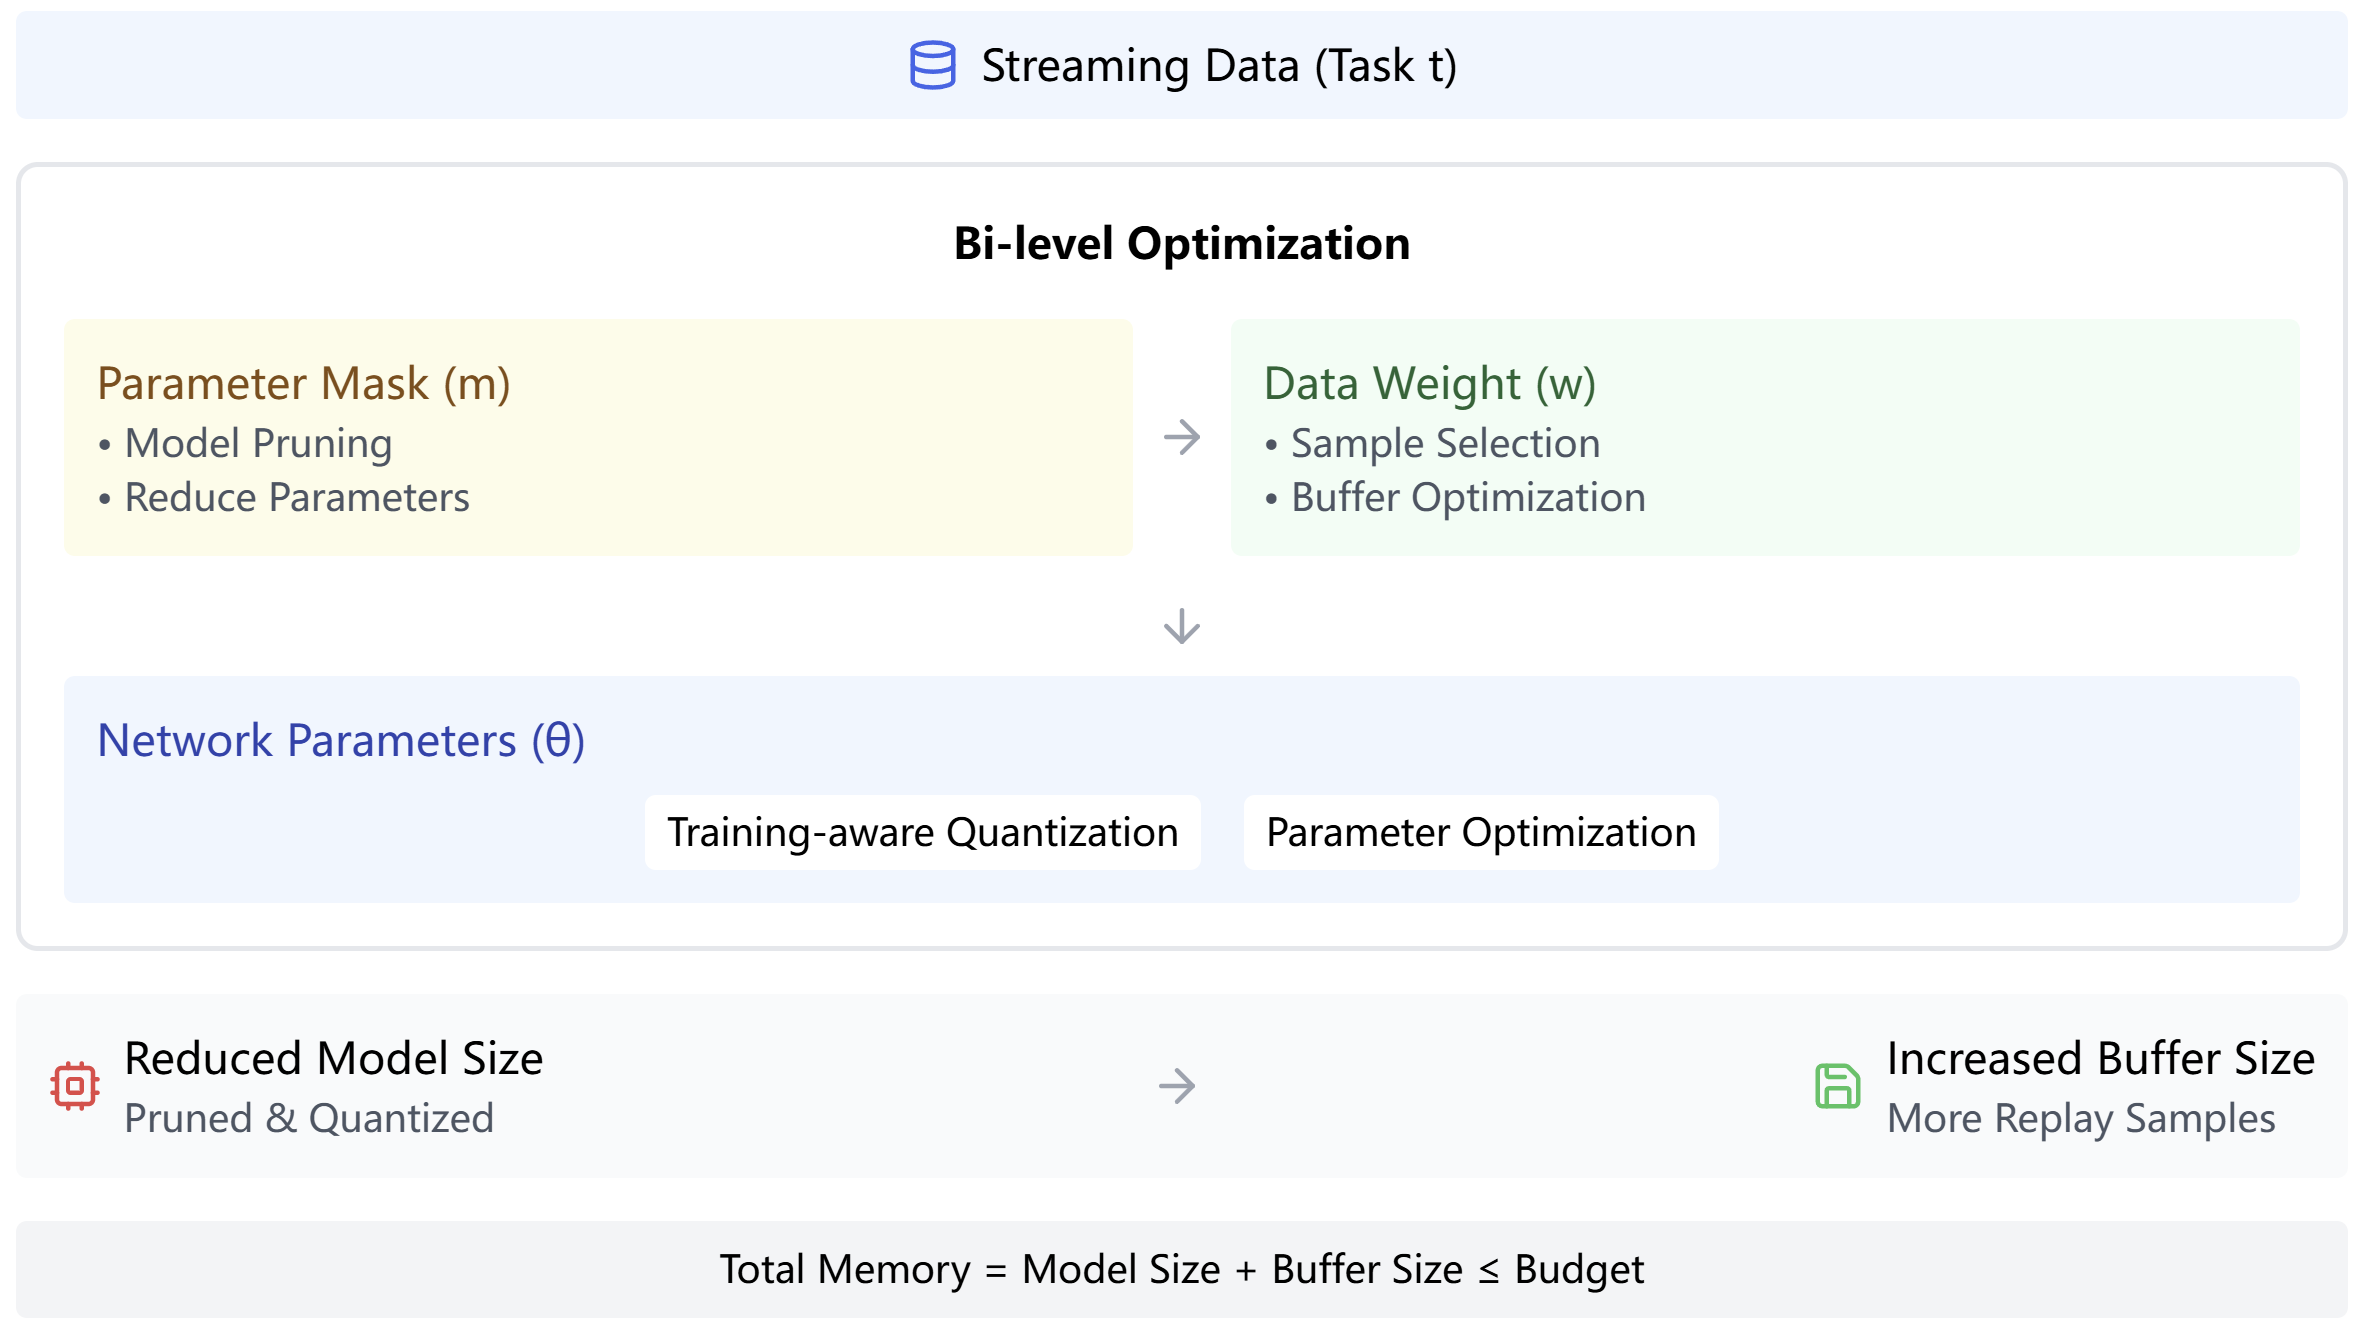 Streaming Data (Task t)
Bi-level Optimization
Parameter Mask (m)
• Model Pruning
• Reduce Parameters
Data Weight (w)
• Sample Selection
• Buffer Optimization
Network Parameters (θ)
Training-aware Quantization
Parameter Optimization
Reduced Model Size
Pruned & Quantized
Increased Buffer Size
More Replay Samples
Total Memory = Model Size + Buffer Size ≤ Budget